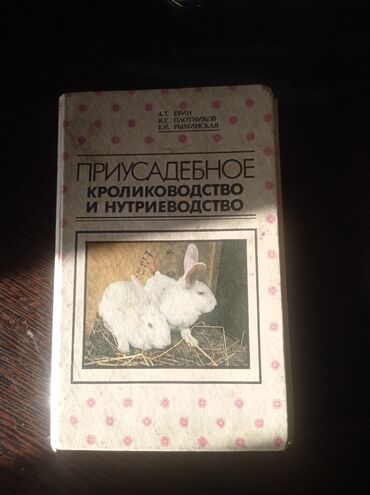 А.Т. ЕРИН
В.Г. ПЛОТНИКОВ
Е.И. РЫМИНСКАЯ
ПРИУСАДЕБНОЕ
КРОЛИКОВОДСТВО
И НУТРИЕВОДСТВО